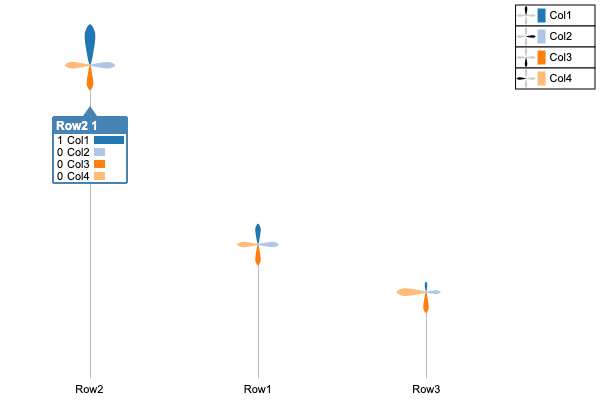 Col1
Col2
Col3
Col4
Row2 1
1 Col1
0 Col2
0 Col3
0 Col4
Row2
Row1
Row3